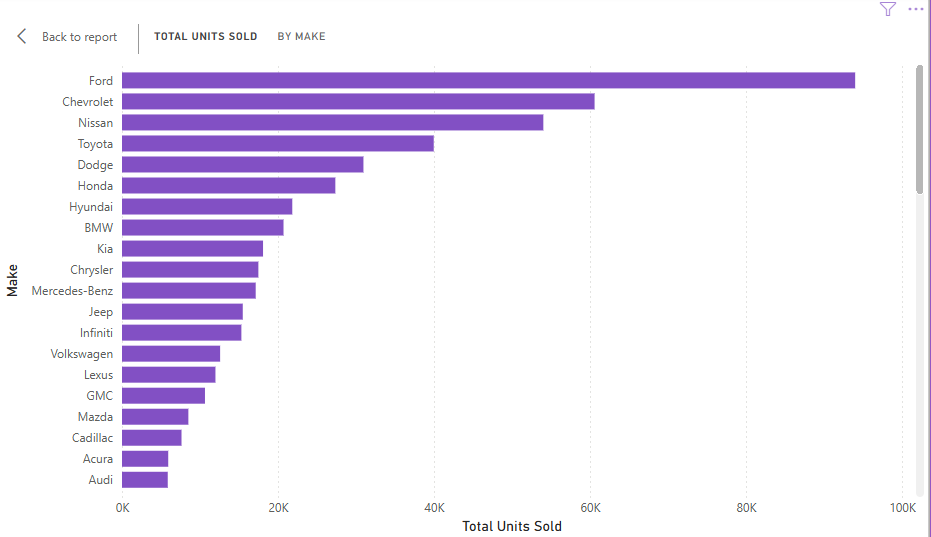 Back to report
TOTAL UNITS SOLD
BY MAKE
Make
Ford
Chevrolet
Nissan
Toyota
Dodge
Honda
Hyundai
BMW
Kia
Chrysler
Mercedes-Benz
Jeep
Infiniti
Volkswagen
Lexus
GMC
Mazda
Cadillac
Acura
Audi
0K 20K 40K 60K 80K 100K
Total Units Sold